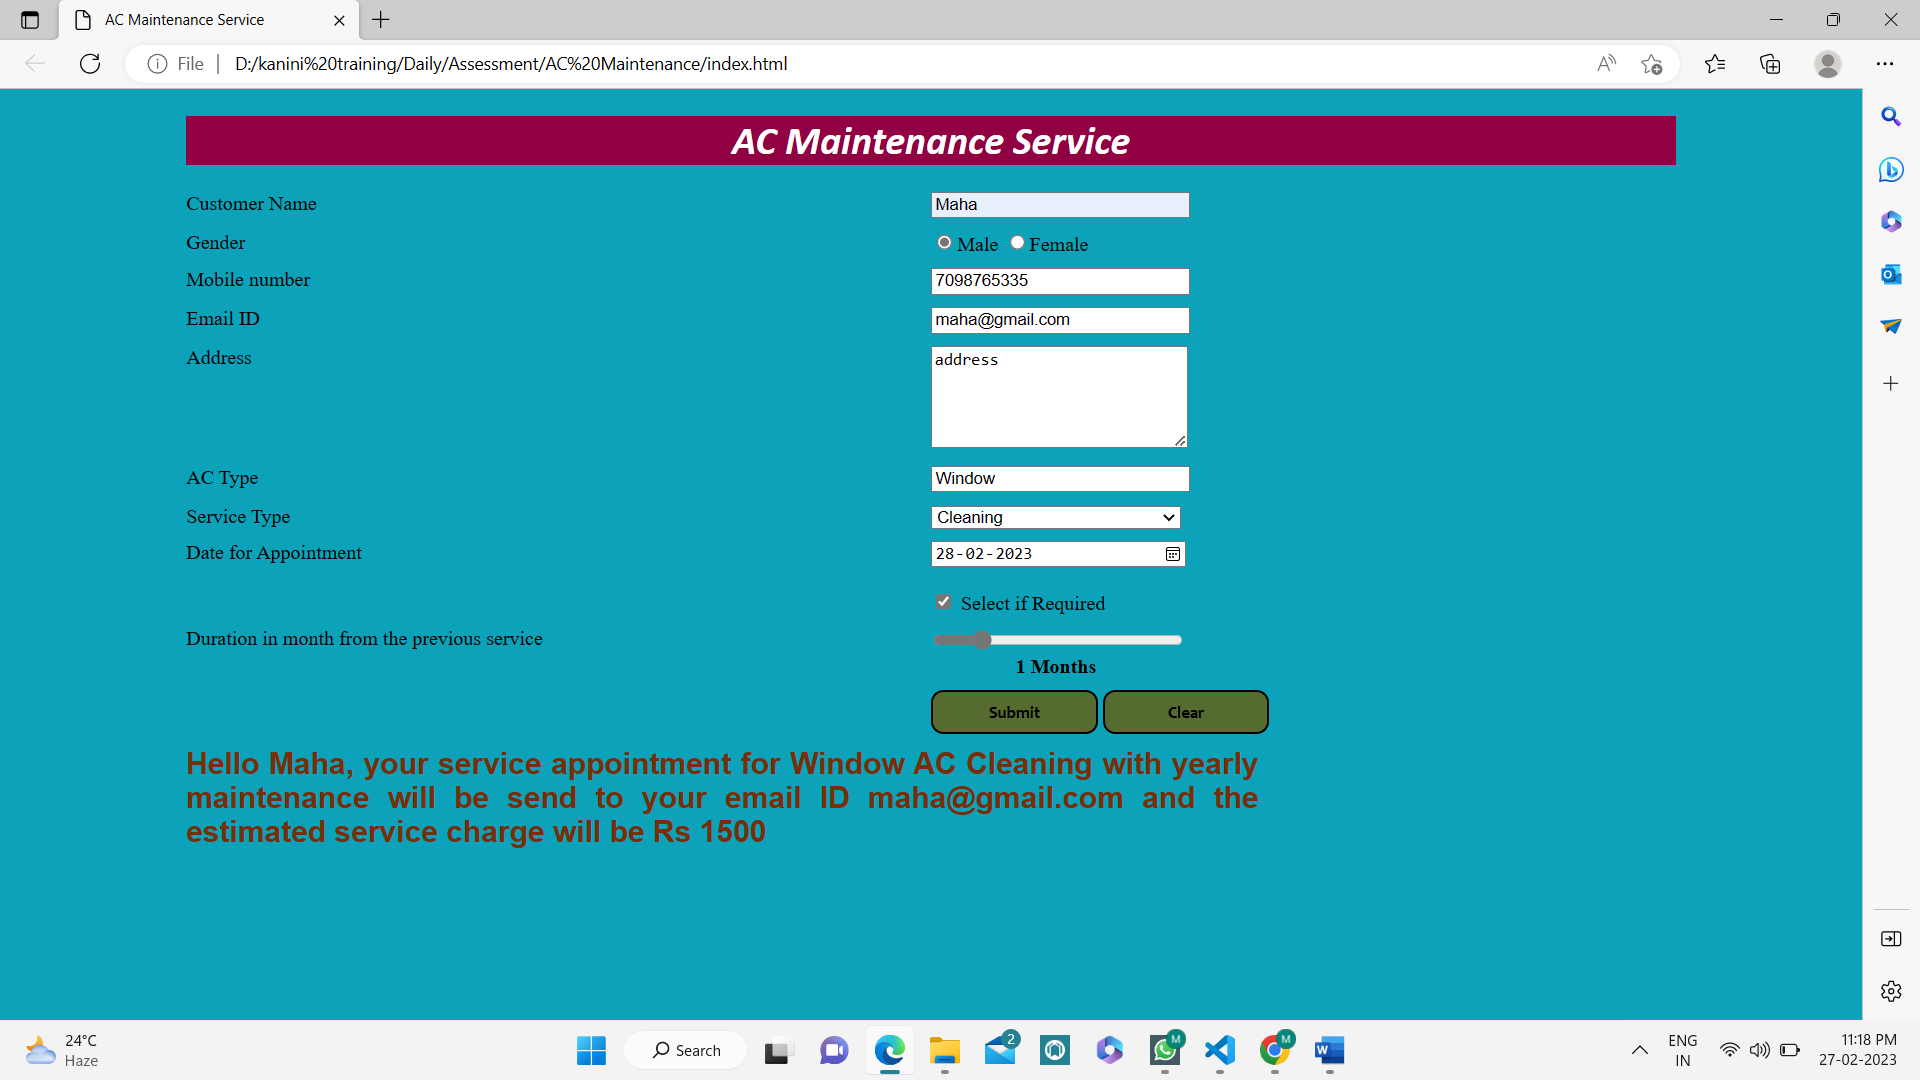 AC Maintenance Service
File
D:/kanini%20training/Daily/Assessment/AC%20Maintenance/index.html
AC Maintenance Service
Customer Name
Maha
Gender
Male Female
Mobile number
7098765335
Email ID
maha@gmail.com
Address
address
AC Type
Window
Service Type
Cleaning
Date for Appointment
28-02-2023
Select if Required
Duration in month from the previous service
1 Months
Submit Clear
Hello Maha, your service appointment for Window AC Cleaning with yearly
maintenance will be send to your email ID maha@gmail.com and the
estimated service charge will be Rs 1500
24°C
Haze
Search
2
M
M
ENG
IN
11:18 PM
27-02-2023